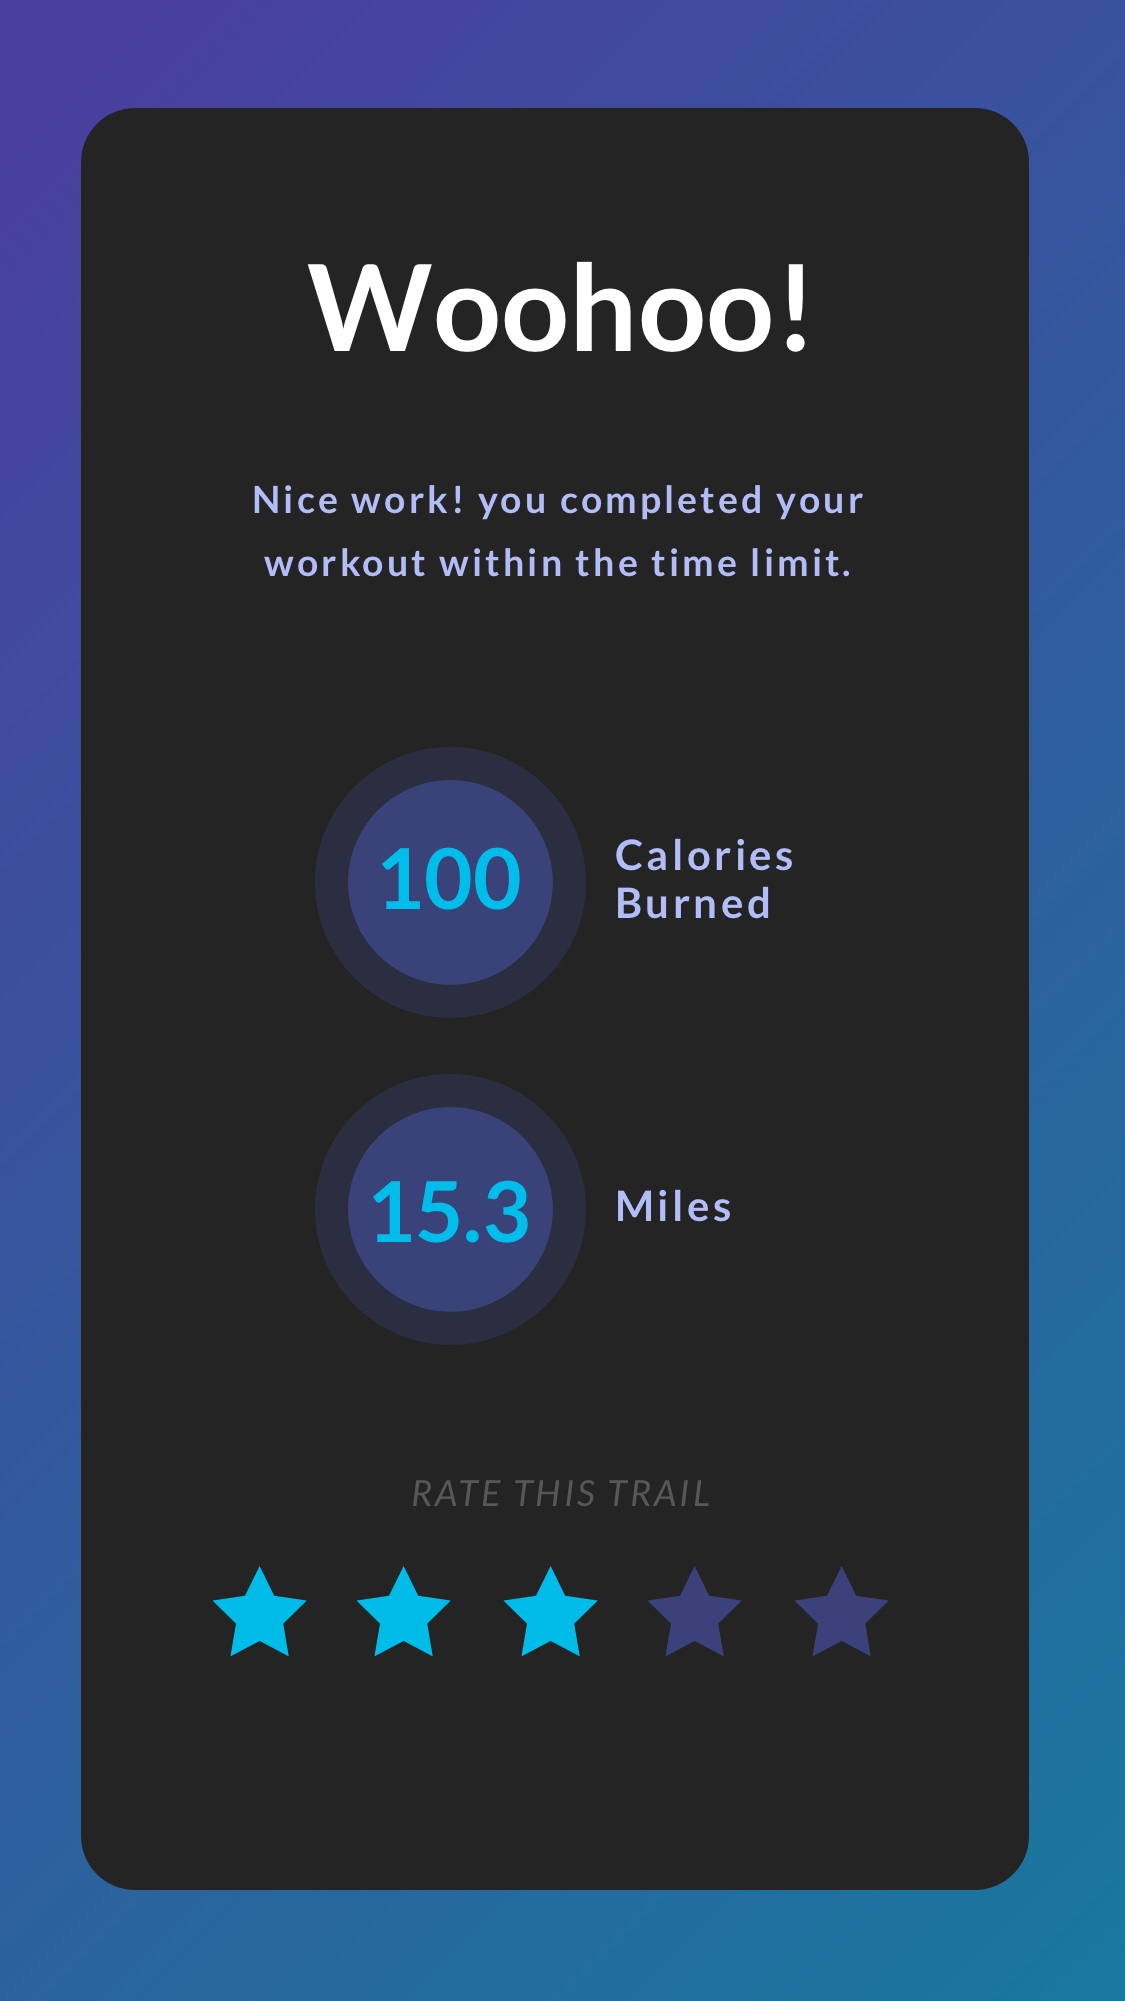 Woohoo!
Nice work! you completed your
workout within the time limit.
100
Calories
Burned
15.3
Miles
RATE THIS TRAIL